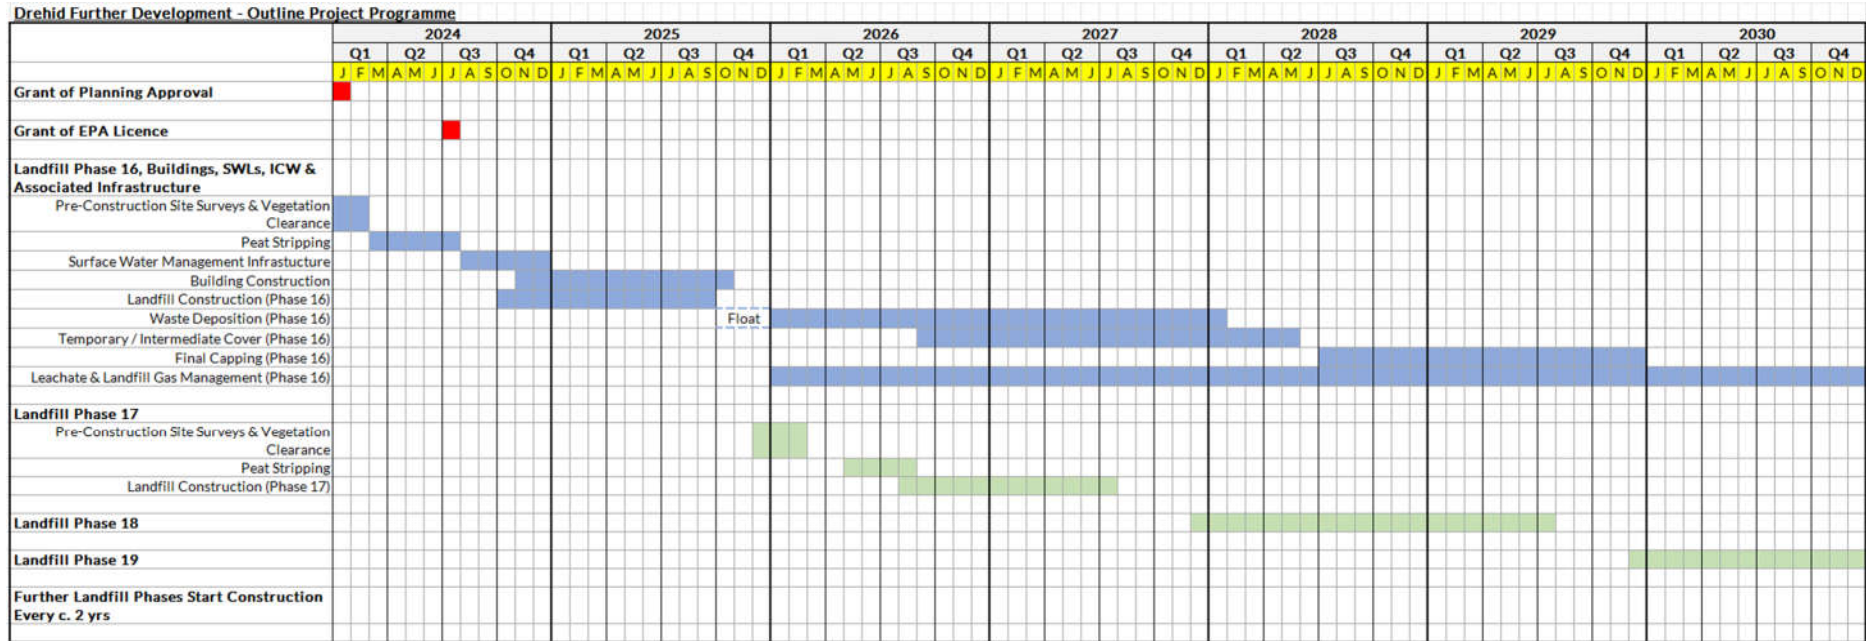 Drehid Further Development - Outline Project Programme
2024 2025 2026 2027 2028 2029 2030
Q1 Q2 Q3 Q4 Q1 Q2 Q3 Q4 Q1 Q2 Q3 Q4 Q1 Q2 Q3 Q4 Q1 Q2 Q3 Q4 Q1 Q2 Q3 Q4 Q1 Q2 Q3 Q4
J F M A M J J A S O N D J F M A M J J A S O N D J F M A M J J A S O N D J F M A M J J A S O N D J F M A M J J A S O N D J F M A M J J A S O N D J F M A M J J A S O N D
Grant of Planning Approval
Grant of EPA Licence
Landfill Phase 16, Buildings, SWLs, ICW &
Associated Infrastructure
Pre-Construction Site Surveys & Vegetation
Clearance
Peat Stripping
Surface Water Management Infrastucture
Building Construction
Landfill Construction (Phase 16)
Waste Deposition (Phase 16) Float
Temporary / Intermediate Cover (Phase 16)
Final Capping (Phase 16)
Leachate & Landfill Gas Management (Phase 16)
Landfill Phase 17
Pre-Construction Site Surveys & Vegetation
Clearance
Peat Stripping
Landfill Construction (Phase 17)
Landfill Phase 18
Landfill Phase 19
Further Landfill Phases Start Construction
Every c. 2 yrs